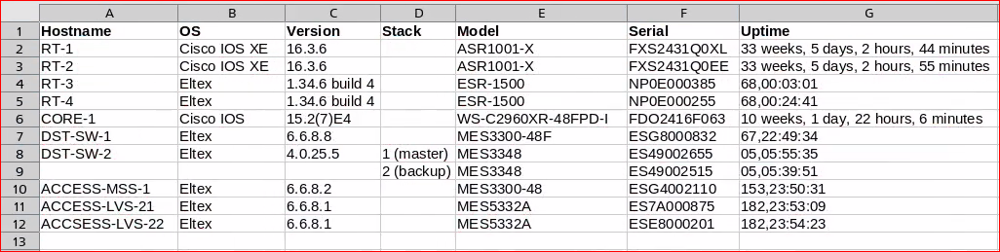 A B C D E F G
1 Hostname OS Version Stack Model Serial Uptime
2 RT-1 Cisco IOS XE 16.3.6 ASR1001-X FXS2431Q0XL 33 weeks, 5 days, 2 hours, 44 minutes
3 RT-2 Cisco IOS XE 16.3.6 ASR1001-X FXS2431Q0EE 33 weeks, 5 days, 2 hours, 55 minutes
4 RT-3 Eltex 1.34.6 build 4 ESR-1500 NP0E000385 68,00:03:01
5 RT-4 Eltex 1.34.6 build 4 ESR-1500 NP0E000255 68,00:24:41
6 CORE-1 Cisco IOS 15.2(7)E4 WS-C2960XR-48FPD-I FDO2416F063 10 weeks, 1 day, 22 hours, 6 minutes
7 DST-SW-1 Eltex 6.6.8.8 MES3300-48F ESG8000832 67,22:49:34
8 DST-SW-2 Eltex 4.0.25.5 1 (master) MES3348 ES49002655 05,05:55:35
9 2 (backup) MES3348 ES49002515 05,05:39:51
10 ACCESS-MSS-1 Eltex 6.6.8.2 MES3300-48 ESG4002110 153,23:50:31
11 ACCESS-LVS-21 Eltex 6.6.8.1 MES5332A ES7A000875 182,23:53:09
12 ACCSESS-LVS-22 Eltex 6.6.8.1 MES5332A ESE8000201 182,23:54:23
13